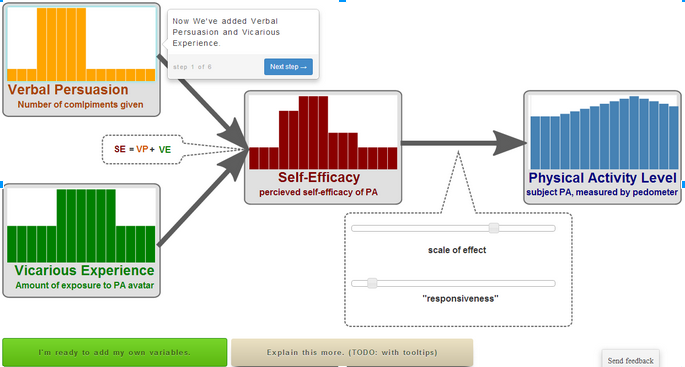 Now We've added Verbal
Persuasion and Vicarious
Experience.
step 1 of 6
Next step →
Verbal Persuasion
Number of comlpiments given
SE = VP + VE
Self-Efficacy
percieved self-efficacy of PA
Physical Activity Level
subject PA, measured by pedometer
Vicarious Experience
Amount of exposure to PA avatar
scale of effect
"responsiveness"
I'm ready to add my own variables.
Explain this more. (TODO: with tooltips)
Send feedback